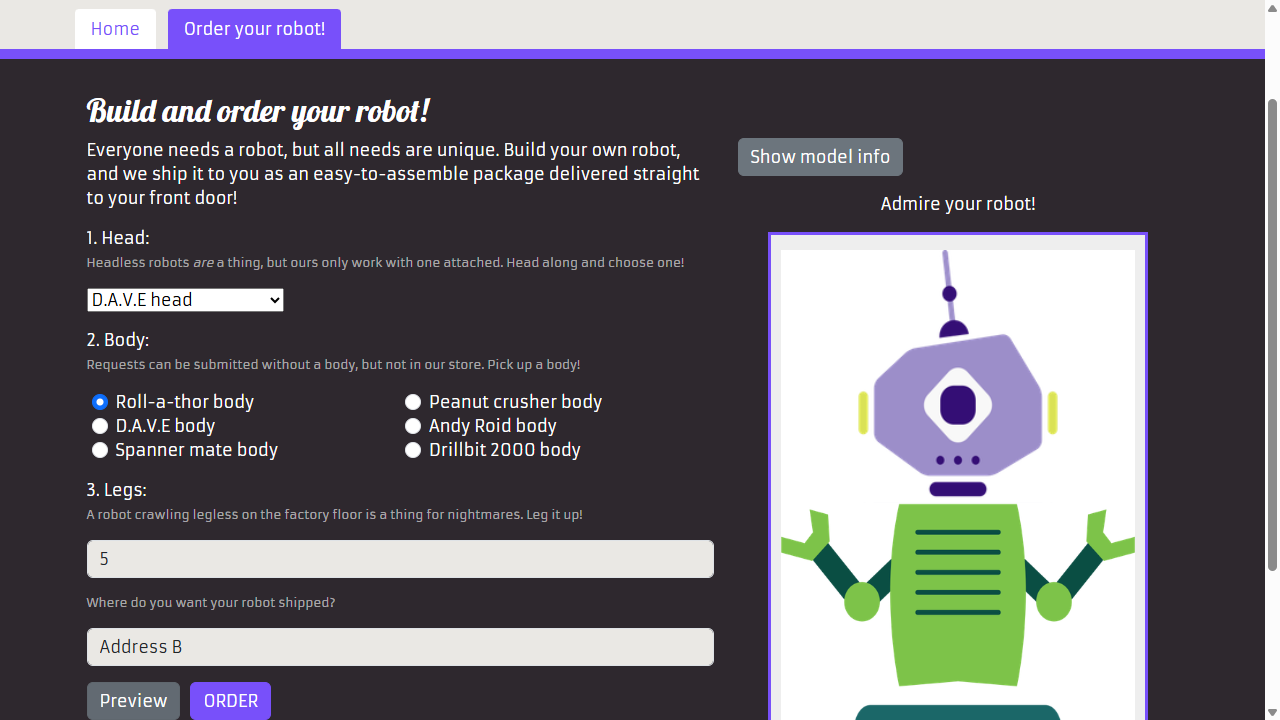 Home
Order your robot!
Build and order your robot!
Everyone needs a robot, but all needs are unique. Build your own robot,
and we ship it to you as an easy-to-assemble package delivered straight
to your front door!
1. Head:
Headless robots are a thing, but ours only work with one attached. Head along and choose one!
D.A.V.E head
2. Body:
Requests can be submitted without a body, but not in our store. Pick up a body!
Roll-a-thor body
Peanut crusher body
D.A.V.E body
Andy Roid body
Spanner mate body
Drillbit 2000 body
3. Legs:
A robot crawling legless on the factory floor is a thing for nightmares. Leg it up!
5
Where do you want your robot shipped?
Address B
Preview
ORDER
Show model info
Admire your robot!